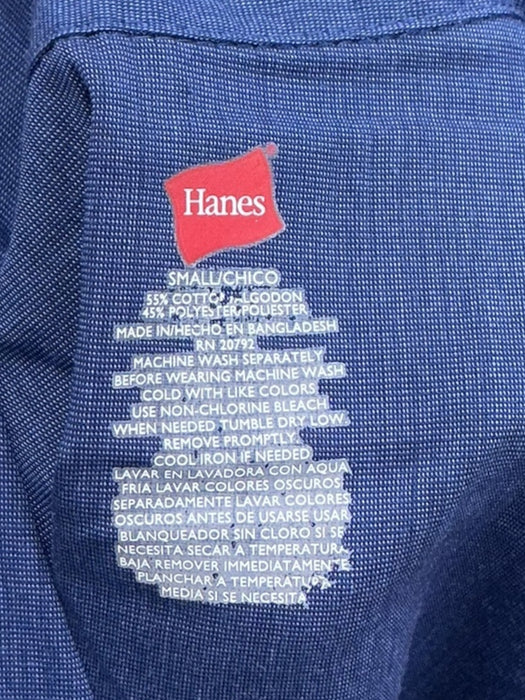 Hanes
SMALL/CHICO
55% COTTON/ALGODON
45% POLYESTER/POLIESTER
MADE IN/HECHO EN BANGLADESH
RN 20792
MACHINE WASH SEPARATELY
BEFORE WEARING MACHINE WASH
COLD WITH LIKE COLORS
USE NON-CHLORINE BLEACH
WHEN NEEDED TUMBLE DRY LOW
REMOVE PROMPTLY
COOL IRON IF NEEDED
LAVAR EN LAVADORA CON AQUA
FRIA LAVAR COLORES OSCUROS
SEPARADAMENTE LAVAR COLORES
OSCUROS ANTES DE USARSE USAR
BLANQUEADOR SIN CLORO SI SE
NECESITA SECAR A TEMPERATURA
BAJA REMOVER IMMEDIATAMENTE
PLANCHAR A TEMPERATURA
MEDIA SI SE NECESITA